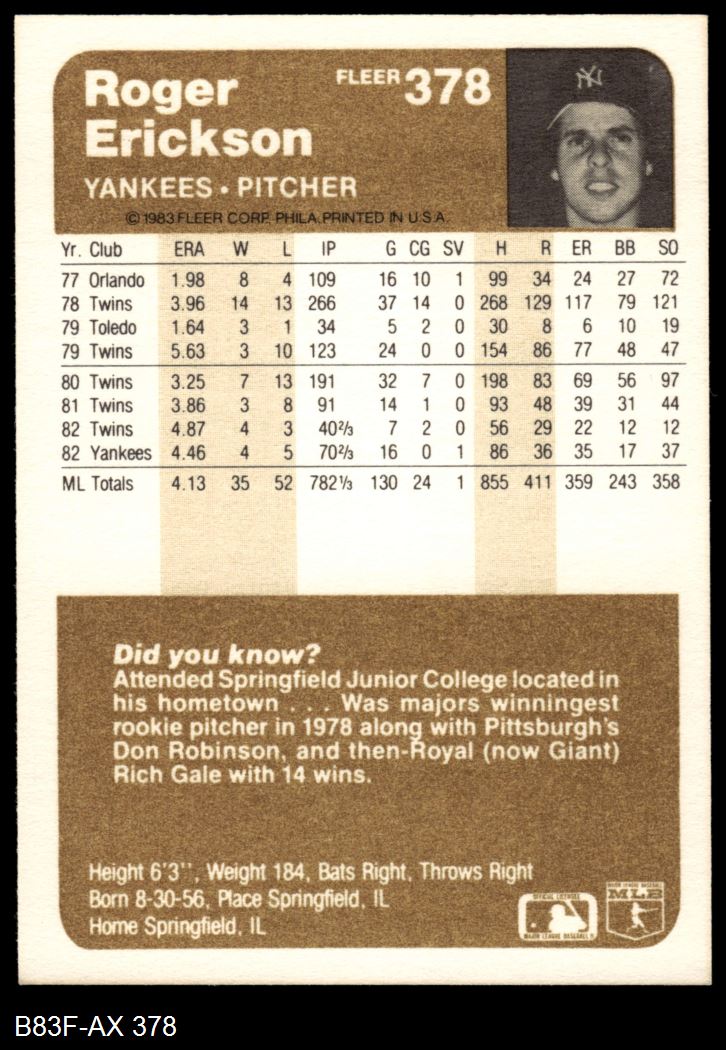 Roger
Erickson
FLEER 378
NY
YANKEES • PITCHER
© 1983 FLEER CORP. PHILA. PRINTED IN U.S.A.
Yr. Club ERA W L IP G CG SV H R ER BB SO
77 Orlando 1.98 8 4 109 16 10 1 99 34 24 27 72
78 Twins 3.96 14 13 266 37 14 0 268 129 117 79 121
79 Toledo 1.64 3 1 34 5 2 0 30 8 6 10 19
79 Twins 5.63 3 10 123 24 0 0 154 86 77 48 47
80 Twins 3.25 7 13 191 32 7 0 198 83 69 56 97
81 Twins 3.86 3 8 91 14 1 0 93 48 39 31 44
82 Twins 4.87 4 3 40⅔ 7 2 0 56 29 22 12 12
82 Yankees 4.46 4 5 70⅔ 16 0 1 86 36 35 17 37
ML Totals 4.13 35 52 782⅓ 130 24 1 855 411 359 243 358
Did you know?
Attended Springfield Junior College located in
his hometown . . . Was majors winningest
rookie pitcher in 1978 along with Pittsburgh's
Don Robinson, and then-Royal (now Giant)
Rich Gale with 14 wins.
Height 6'3'', Weight 184, Bats Right, Throws Right
Born 8-30-56, Place Springfield, IL
Home Springfield, IL
OFFICIAL LICENSEE
MAJOR LEAGUE BASEBALL
MAJOR LEAGUE BASEBALL
MLB
B83F-AX 378